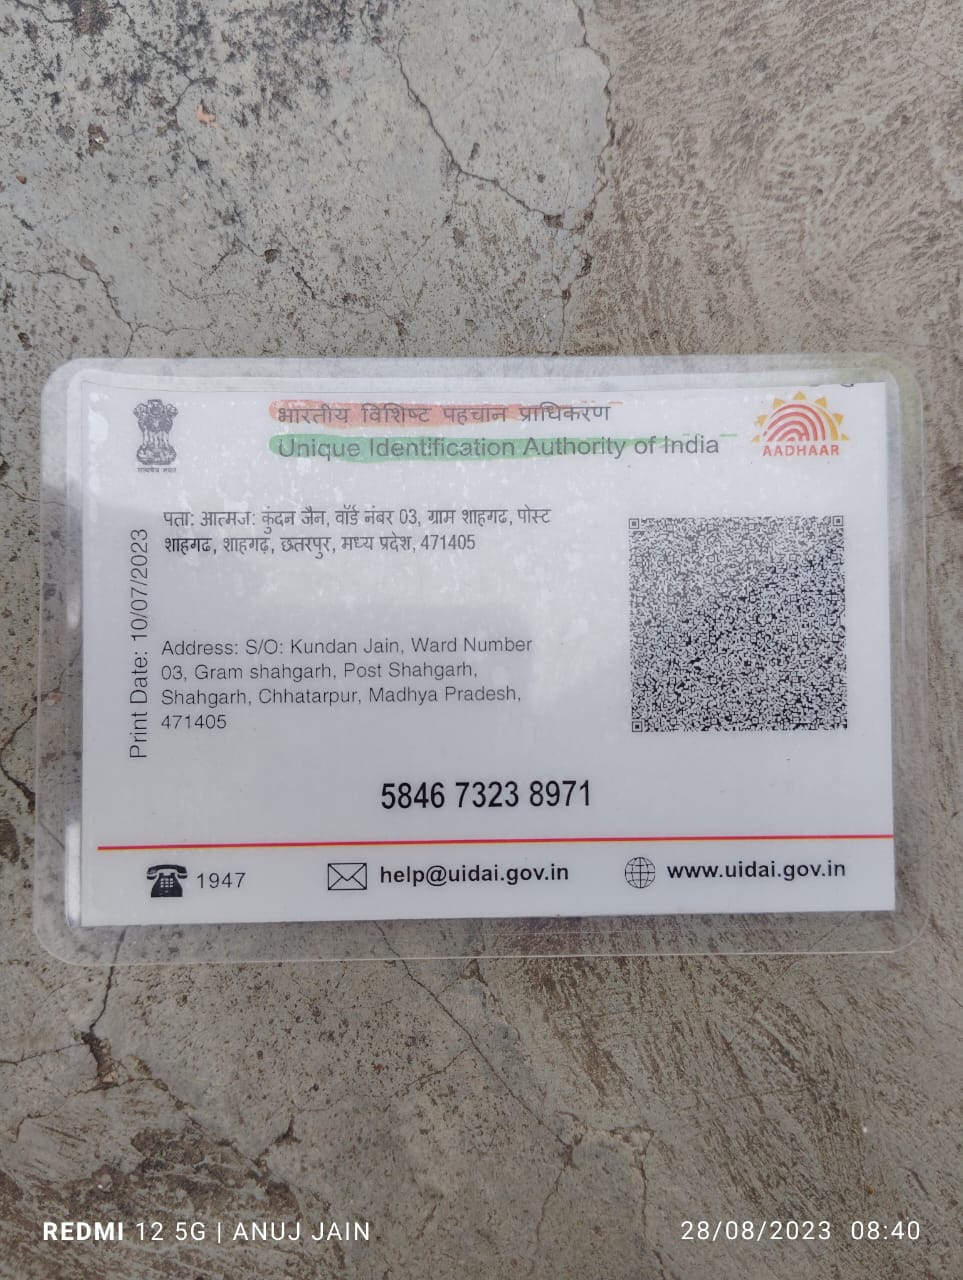 भारतीय विशिष्ट पहचान प्राधिकरण
Unique Identification Authority of India
AADHAAR
सत्यमेव जयते
Print Date: 10/07/2023
पता: आत्मज: कुंदन जैन, वॉर्ड नंबर 03, ग्राम शाहगढ, पोस्ट
शाहगढ, शाहगढ़, छतरपुर, मध्य प्रदेश, 471405
Address: S/O: Kundan Jain, Ward Number
03, Gram shahgarh, Post Shahgarh,
Shahgarh, Chhatarpur, Madhya Pradesh,
471405
5846 7323 8971
1947
help@uidai.gov.in
www.uidai.gov.in
REDMI 12 5G | ANUJ JAIN
28/08/2023 08:40